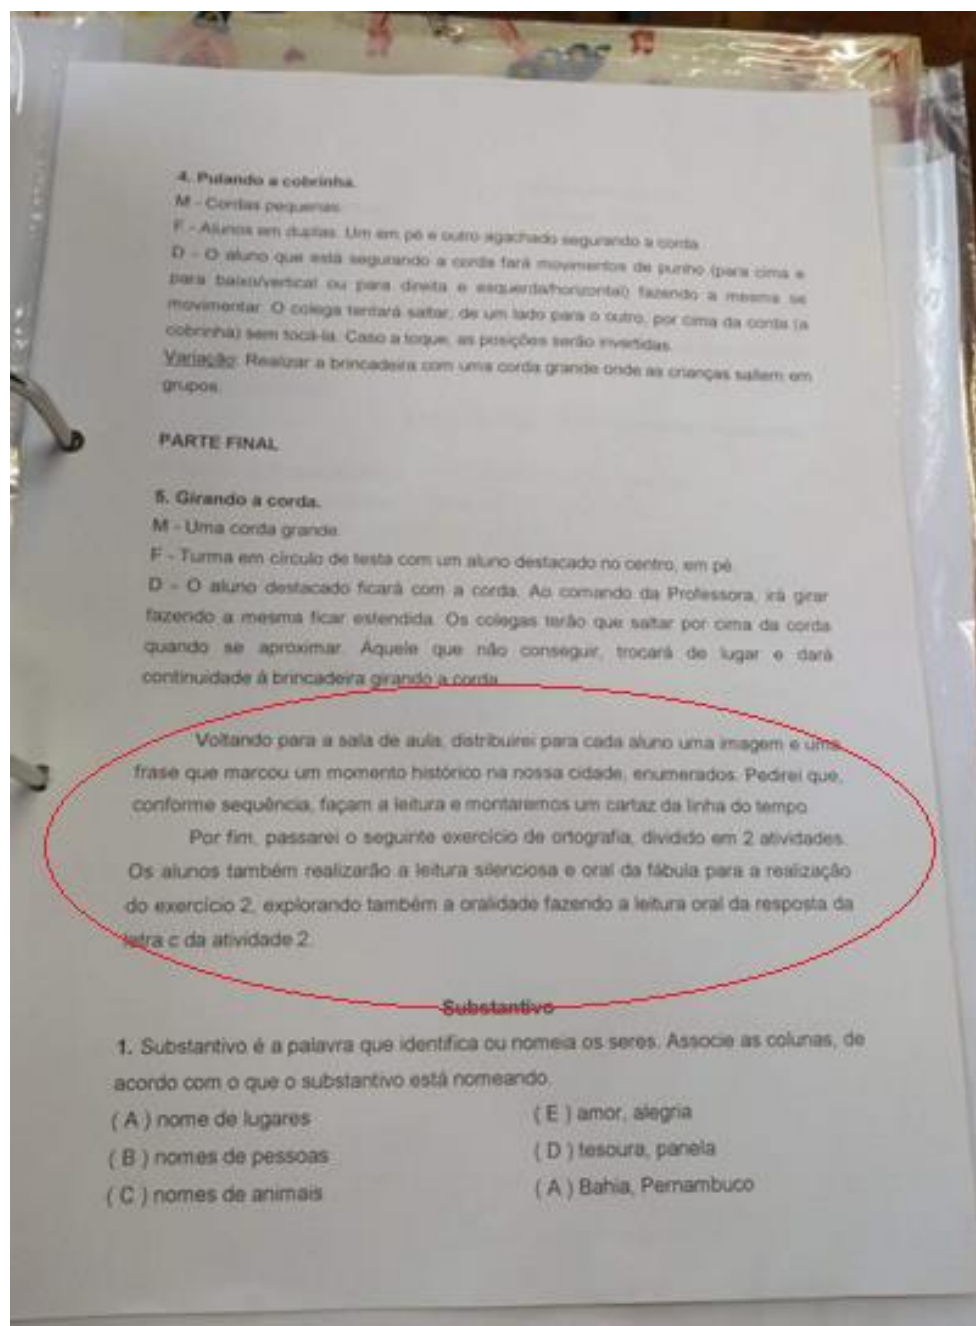 4. Pulando a cobrinha.
M - Cordas pequenas.
F - Alunos em duplas. Um em pé e outro agachado segurando a corda.
D - O aluno que está segurando a corda fará movimentos de punho (para cima e
para baixo/vertical ou para direita e esquerda/horizontal) fazendo a mesma se
movimentar. O colega tentará saltar, de um lado para o outro, por cima da corda (a
cobrinha) sem tocá-la. Caso a toque, as posições serão invertidas.
Variação: Realizar a brincadeira com uma corda grande onde as crianças saltem em
grupos.
PARTE FINAL
5. Girando a corda.
M - Uma corda grande.
F - Turma em círculo de testa com um aluno destacado no centro, em pé.
D - O aluno destacado ficará com a corda. Ao comando da Professora, irá girar
fazendo a mesma ficar estendida. Os colegas terão que saltar por cima da corda
quando se aproximar. Aquele que não conseguir, trocará de lugar e dará
continuidade à brincadeira girando a corda.
Voltando para a sala de aula, distribuirei para cada aluno uma imagem e uma
frase que marcou um momento histórico na nossa cidade, enumerados. Pedirei que,
conforme sequência, façam a leitura e montaremos um cartaz da linha do tempo.
Por fim, passarei o seguinte exercício de ortografia, dividido em 2 atividades.
Os alunos também realizarão a leitura silenciosa e oral da fábula para a realização
do exercício 2, explorando também a oralidade fazendo a leitura oral da resposta da
letra c da atividade 2.
Substantivo
1. Substantivo é a palavra que identifica ou nomeia os seres. Associe as colunas, de
acordo com o que o substantivo está nomeando.
( A ) nome de lugares
( E ) amor, alegria
( B ) nomes de pessoas
( D ) tesoura, panela
( C ) nomes de animais
( A ) Bahia, Pernambuco